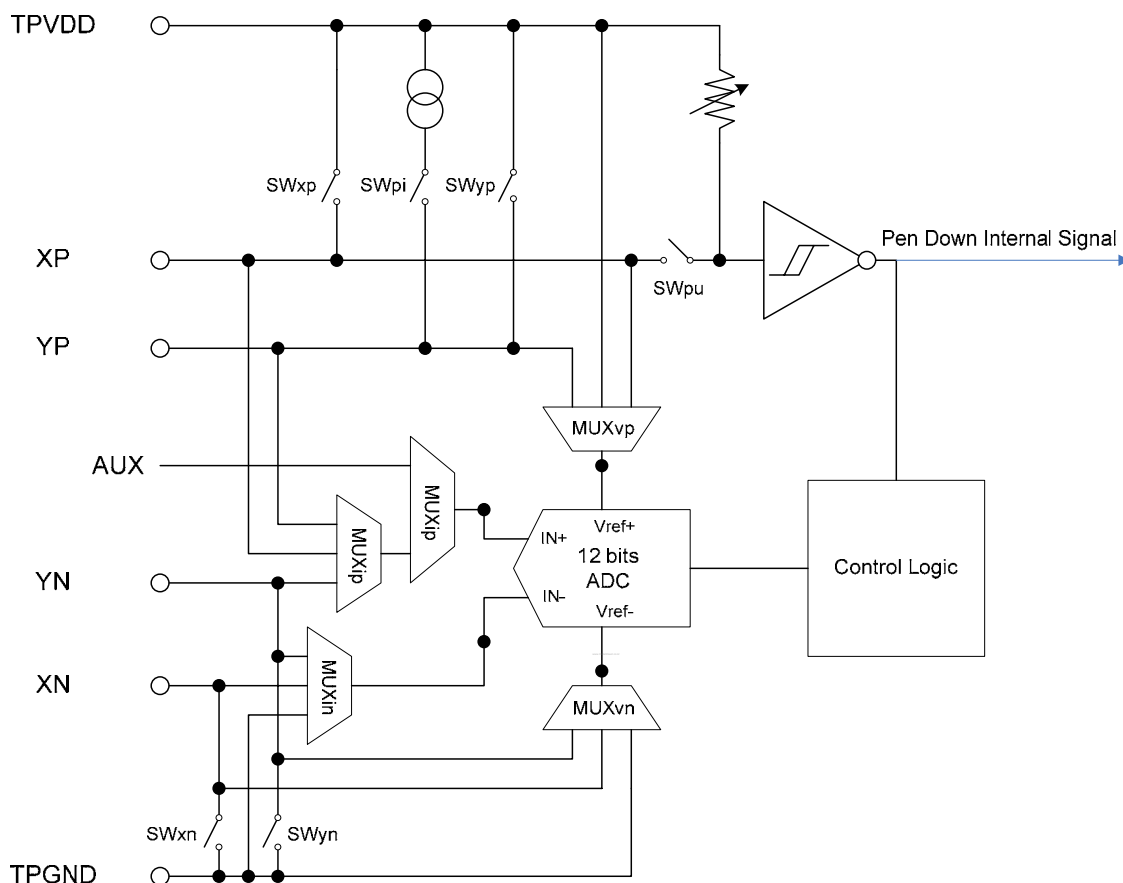 TPVDD
SWxp
SWpi
SWyp
XP
SWpu
Pen Down Internal Signal
YP
MUXvp
AUX
MUXip
MUXip
Vref+
IN+
12 bits
ADC
IN-
Vref-
Control Logic
YN
XN
MUXin
MUXvn
SWxn
SWyn
TPGND